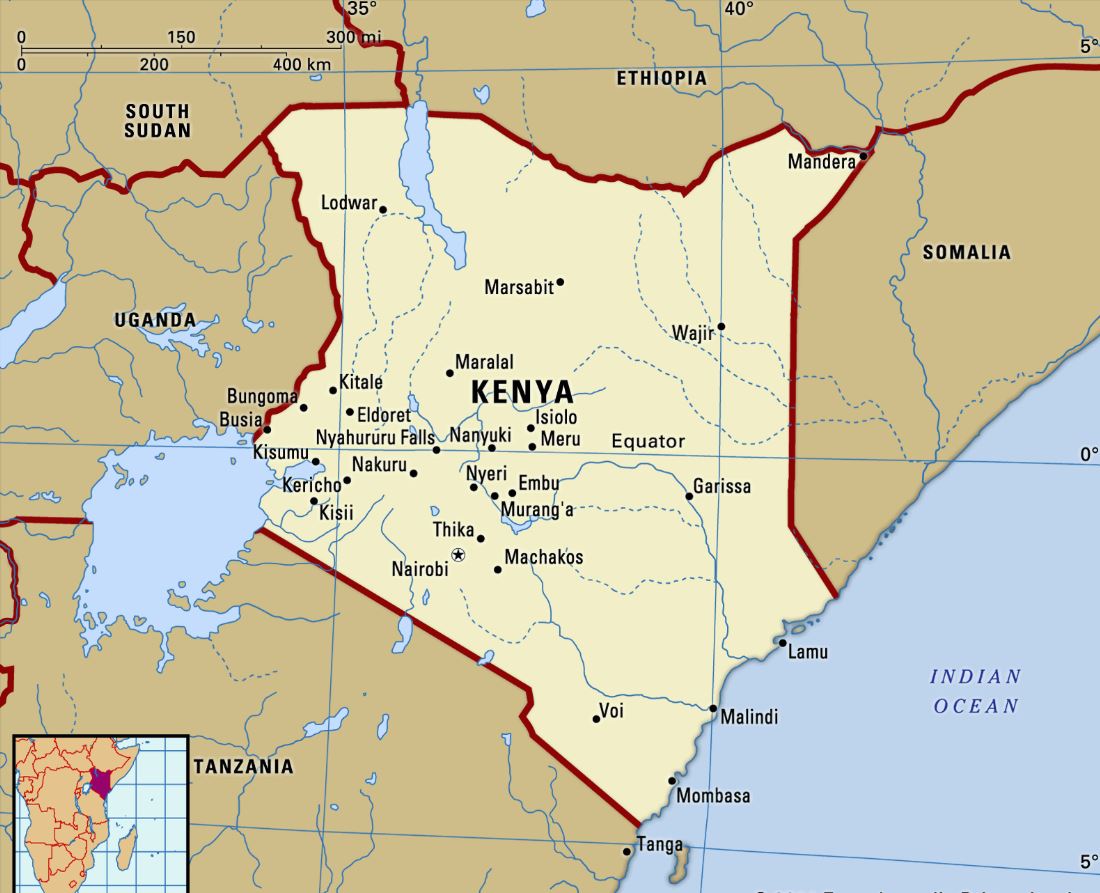 35°
40°
0 150 300 mi
0 200 400 km
5°
ETHIOPIA
SOUTH
SUDAN
Mandera
Lodwar
SOMALIA
Marsabit
UGANDA
Wajir
Maralal
KENYA
Kitale
Bungoma
Eldoret
Isiolo
Busia
Nyahururu Falls
Nanyuki
Meru
Equator
Kisumu
0°
Nakuru
Kericho
Nyeri
Embu
Garissa
Kisii
Murang'a
Thika
Machakos
Nairobi
Lamu
INDIAN
OCEAN
Voi
Malindi
TANZANIA
Mombasa
Tanga
5°